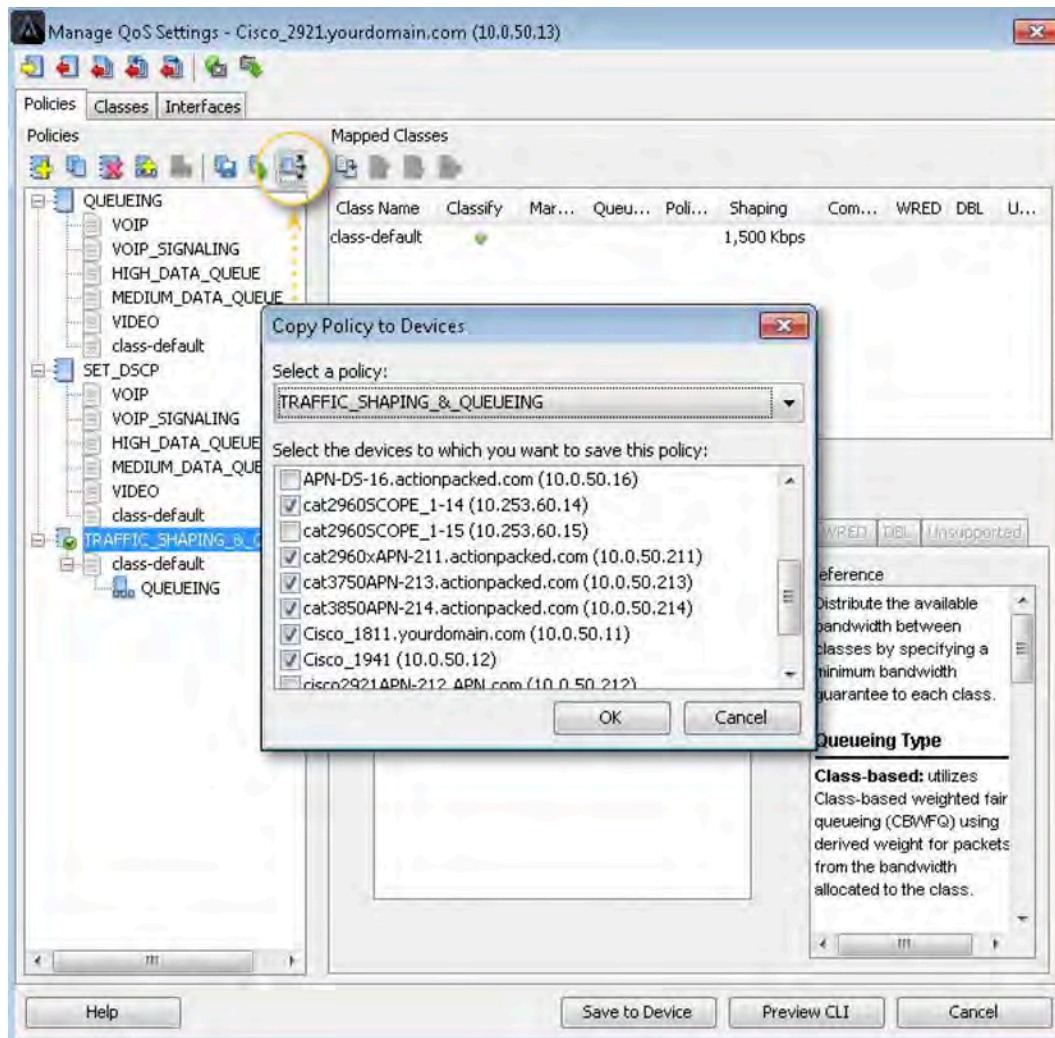 Manage QoS Settings - Cisco_2921.yourdomain.com (10.0.50.13)
Policies Classes Interfaces
Policies
Mapped Classes
QUEUEING
VOIP
VOIP_SIGNALING
HIGH_DATA_QUEUE
MEDIUM_DATA_QUEUE
VIDEO
class-default
SET_DSCP
VOIP
VOIP_SIGNALING
HIGH_DATA_QUEUE
MEDIUM_DATA_QUE
VIDEO
class-default
TRAFFIC_SHAPING_&_Q
class-default
QUEUEING
Class Name Classify Mar... Queu... Poli... Shaping Com... WRED DBL U...
class-default 1,500 Kbps
Copy Policy to Devices
Select a policy:
TRAFFIC_SHAPING_&_QUEUEING
Select the devices to which you want to save this policy:
APN-DS-16.actionpacked.com (10.0.50.16)
cat2960SCOPE_1-14 (10.253.60.14)
cat2960SCOPE_1-15 (10.253.60.15)
cat2960xAPN-211.actionpacked.com (10.0.50.211)
cat3750APN-213.actionpacked.com (10.0.50.213)
cat3850APN-214.actionpacked.com (10.0.50.214)
Cisco_1811.yourdomain.com (10.0.50.11)
Cisco_1941 (10.0.50.12)
cisco2921APN-212.APN.com (10.0.50.212)
OK Cancel
WRED DBL Unsupported
eference
Distribute the available
bandwidth between
classes by specifying a
minimum bandwidth
guarantee to each class.
Queueing Type
Class-based: utilizes
Class-based weighted fair
queueing (CBWFQ) using
derived weight for packets
from the bandwidth
allocated to the class.
Help Save to Device Preview CLI Cancel